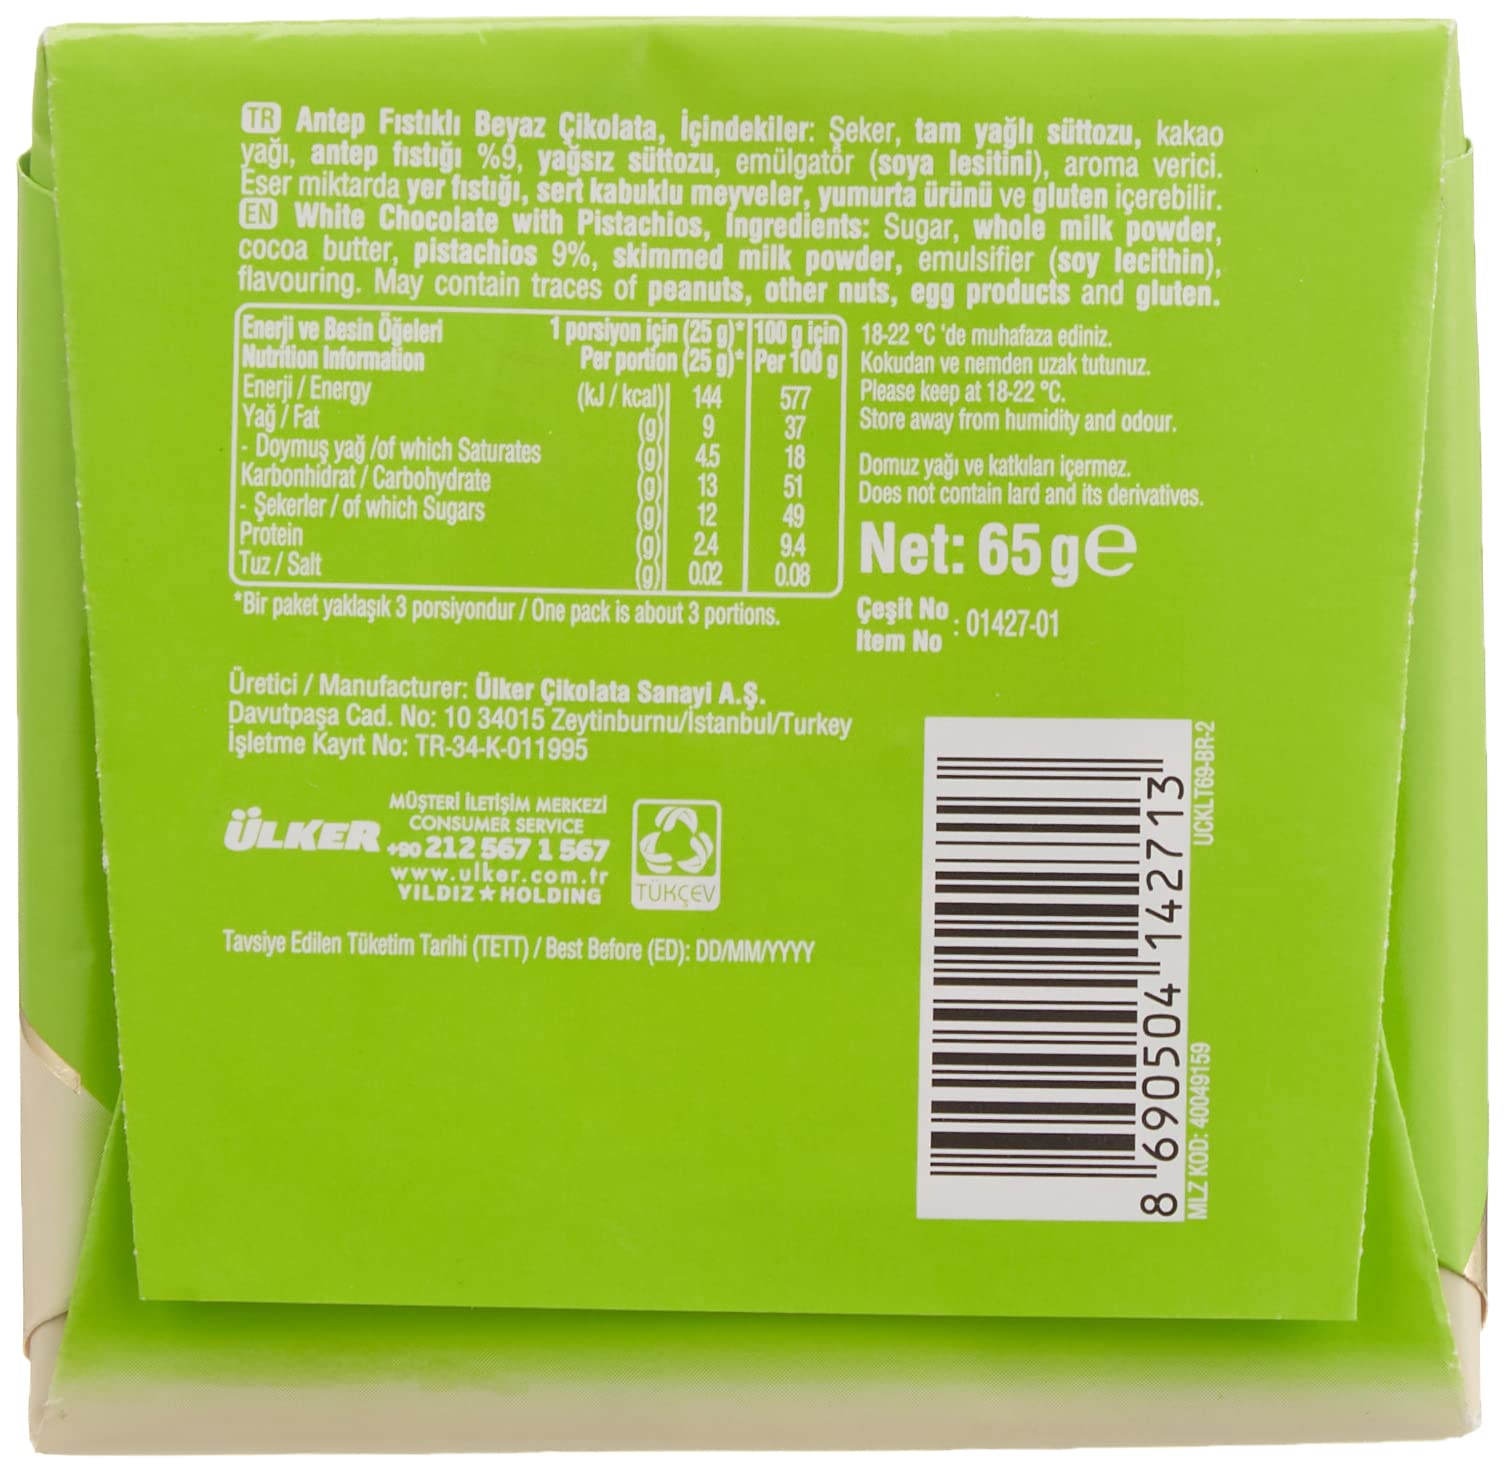 TR Antep Fıstıklı Beyaz Çikolata, İçindekiler: Şeker, tam yağlı süttozu, kakao
yağı, antep fıstığı %9, yağsız süttozu, emülgatör (soya lesitini), aroma verici.
Eser miktarda yer fıstığı, sert kabuklu meyveler, yumurta ürünü ve gluten içerebilir.
EN White Chocolate with Pistachios, İngredients: Sugar, whole milk powder,
cocoa butter, pistachios 9%, skimmed milk powder, emulsifier (soy lecithin),
flavouring. May contain traces of peanuts, other nuts, egg products and gluten.
Enerji ve Besin Öğeleri 1 porsiyon için (25 g)* 100 g için
Nutrition Information Per portion (25 g)* Per 100 g
Enerji / Energy (kJ / kcal) 144 577
Yağ / Fat (g) 9 37
- Doymuş yağ /of which Saturates (g) 4.5 18
Karbonhidrat / Carbohydrate (g) 13 51
- Şekerler / of which Sugars (g) 12 49
Protein (g) 2.4 9.4
Tuz / Salt (g) 0.02 0.08
*Bir paket yaklaşık 3 porsiyondur / One pack is about 3 portions.
18-22 °C 'de muhafaza ediniz.
Kokudan ve nemden uzak tutunuz.
Please keep at 18-22 °C.
Store away from humidity and odour.
Domuz yağı ve katkıları içermez.
Does not contain lard and its derivatives.
Net: 65 g e
Çeşit No
Item No : 01427-01
Üretici / Manufacturer: Ülker Çikolata Sanayi A.Ş.
Davutpaşa Cad. No: 10 34015 Zeytinburnu/İstanbul/Turkey
İşletme Kayıt No: TR-34-K-011995
ÜLKER
MÜŞTERİ İLETİŞİM MERKEZİ
CONSUMER SERVICE
+90 212 567 1 567
www.ulker.com.tr
YILDIZ ★ HOLDING
TÜKÇEV
Tavsiye Edilen Tüketim Tarihi (TETT) / Best Before (ED): DD/MM/YYYY
8 690504 142713
UCKLT69-BR-2
MLZ KOD: 40049159